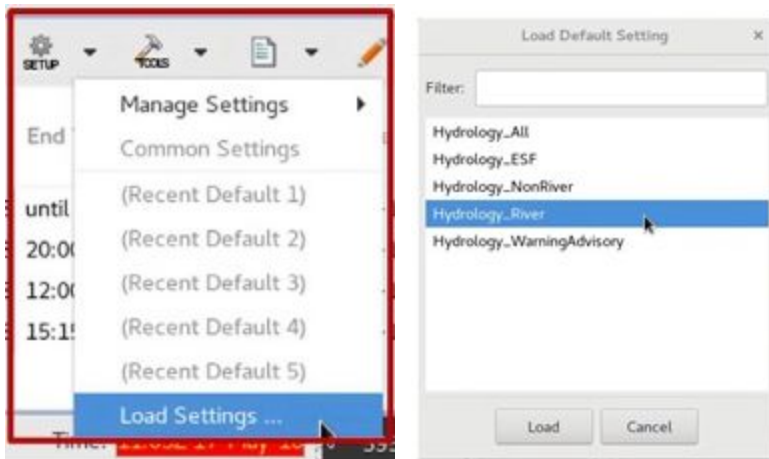 SETUP
TOOLS
Manage Settings
End
Common Settings
(Recent Default 1)
until
(Recent Default 2)
20:00
(Recent Default 3)
12:00
(Recent Default 4)
15:15
(Recent Default 5)
Load Settings ...
Time:
Load Default Setting
Filter:
Hydrology_All
Hydrology_ESF
Hydrology_NonRiver
Hydrology_River
Hydrology_WarningAdvisory
Load
Cancel